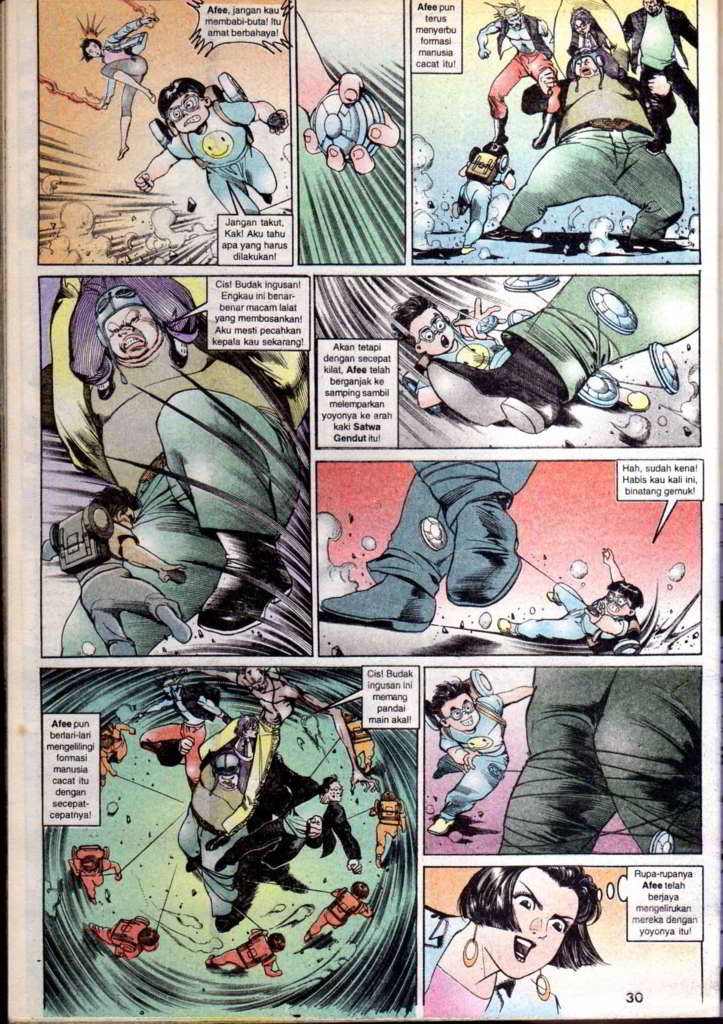 Afee, jangan kau
membabi-buta! Itu
amat berbahaya!
Jangan takut,
Kak! Aku tahu
apa yang harus
dilakukan!
Afee pun
terus
menyerbu
formasi
manusia
cacat itu!
Cis! Budak ingusan!
Engkau ini benar-
benar macam lalat
yang membosankan!
Aku mesti pecahkan
kepala kau sekarang!
Akan tetapi
dengan secepat
kilat, Afee telah
berganjak ke
samping sambil
melemparkan
yoyonya ke arah
kaki Satwa
Gendut itu!
Hah, sudah kena!
Habis kau kali ini,
binatang gemuk!
Afee pun
berlari-lari
mengelilingi
formasi
manusia
cacat itu
dengan
secepat-
cepatnya!
Cis! Budak
ingusan ini
memang
pandai
main akal!
Rupa-rupanya
Afee telah
berjaya
mengelirukan
mereka dengan
yoyonya itu!
30